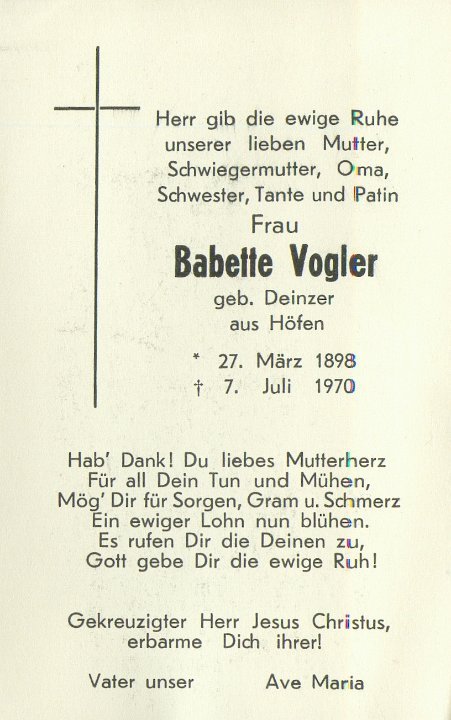 Herr gib die ewige Ruhe
unserer lieben Mutter,
Schwiegermutter, Oma,
Schwester, Tante und Patin
Frau
Babette Vogler
geb. Deinzer
aus Höfen
* 27. März 1898
† 7. Juli 1970
Hab' Dank! Du liebes Mutterherz
Für all Dein Tun und Mühen,
Mög' Dir für Sorgen, Gram u. Schmerz
Ein ewiger Lohn nun blühen.
Es rufen Dir die Deinen zu,
Gott gebe Dir die ewige Ruh!
Gekreuzigter Herr Jesus Christus,
erbarme Dich ihrer!
Vater unser Ave Maria